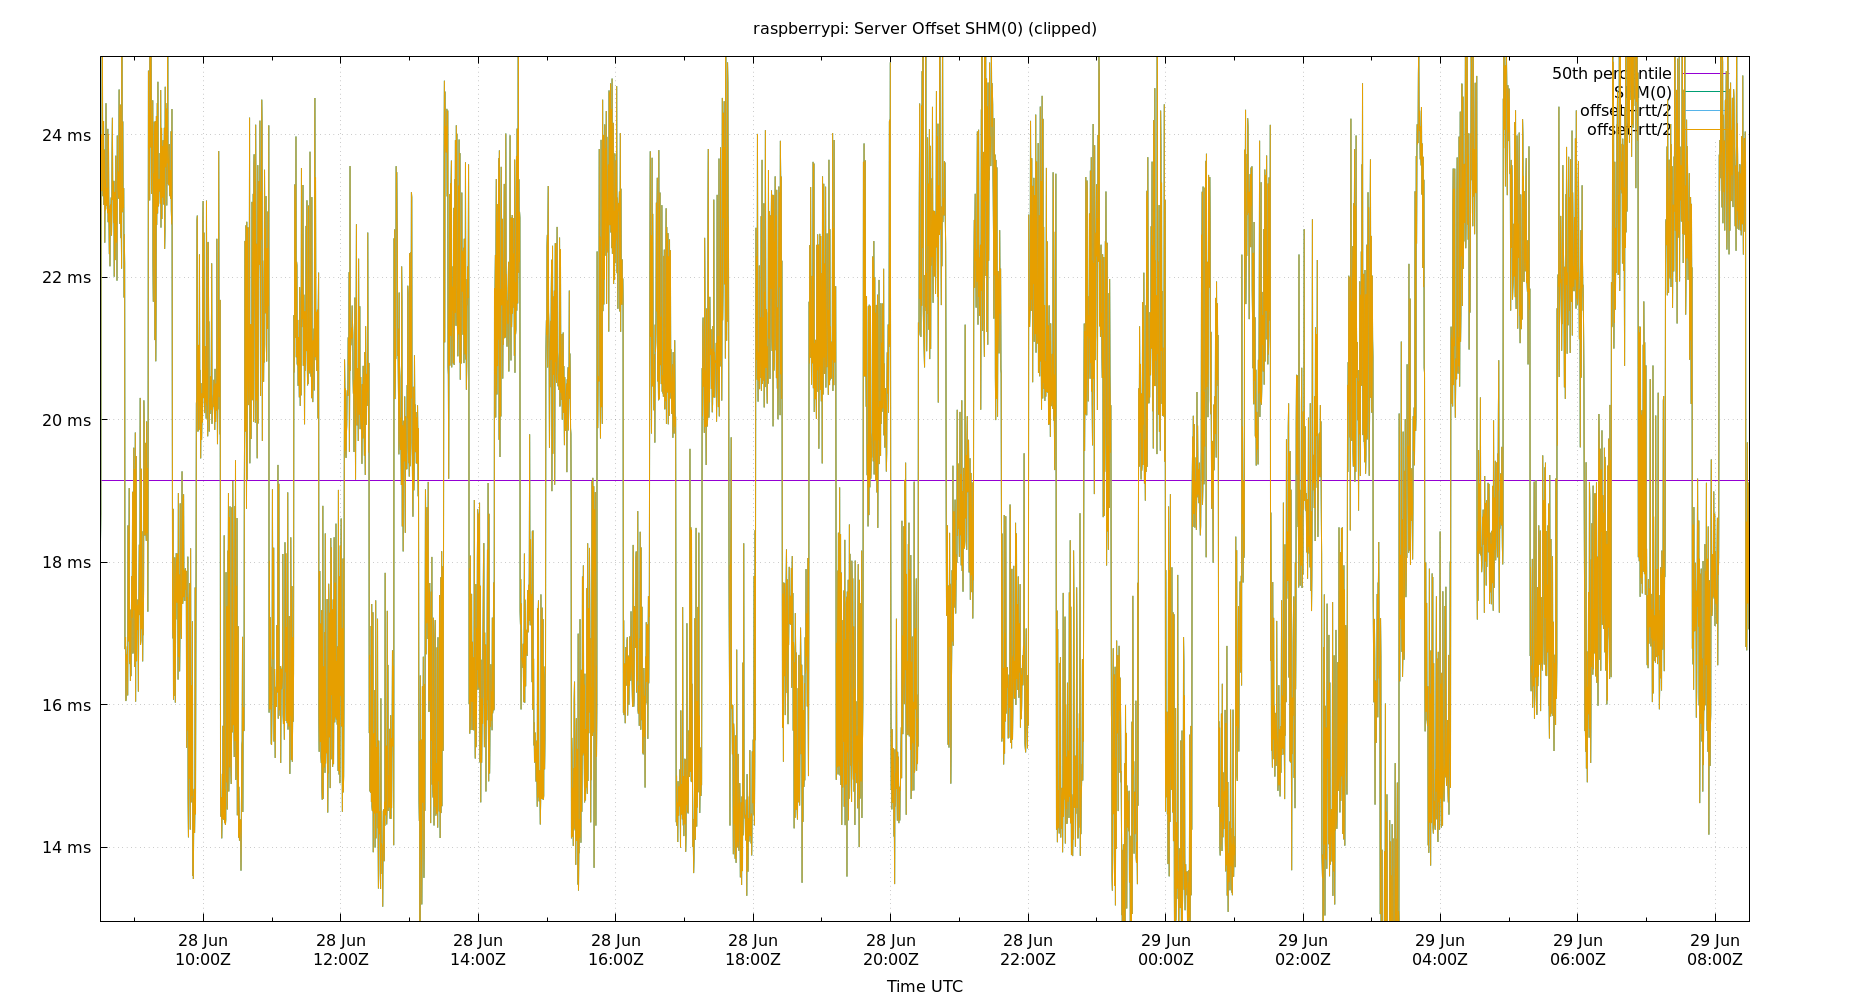 raspberrypi: Server Offset SHM(0) (clipped)
50th percentile
SHM(0)
offset-rtt/2
offset+rtt/2
24 ms
22 ms
20 ms
18 ms
16 ms
14 ms
28 Jun 28 Jun 28 Jun 28 Jun 28 Jun 28 Jun 28 Jun 29 Jun 29 Jun 29 Jun 29 Jun 29 Jun
10:00Z 12:00Z 14:00Z 16:00Z 18:00Z 20:00Z 22:00Z 00:00Z 02:00Z 04:00Z 06:00Z 08:00Z
Time UTC